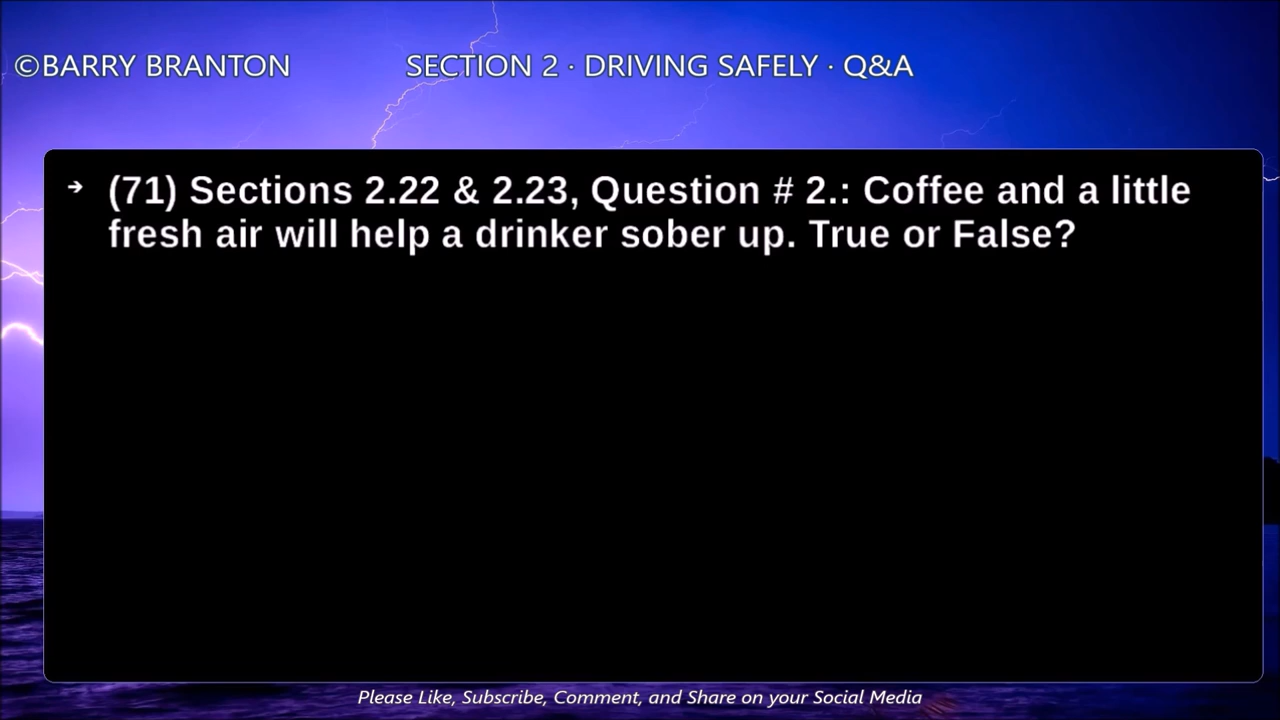 ©BARRY BRANTON
SECTION 2 · DRIVING SAFELY · Q&A
(71) Sections 2.22 & 2.23, Question # 2.: Coffee and a little
fresh air will help a drinker sober up. True or False?
Please Like, Subscribe, Comment, and Share on your Social Media